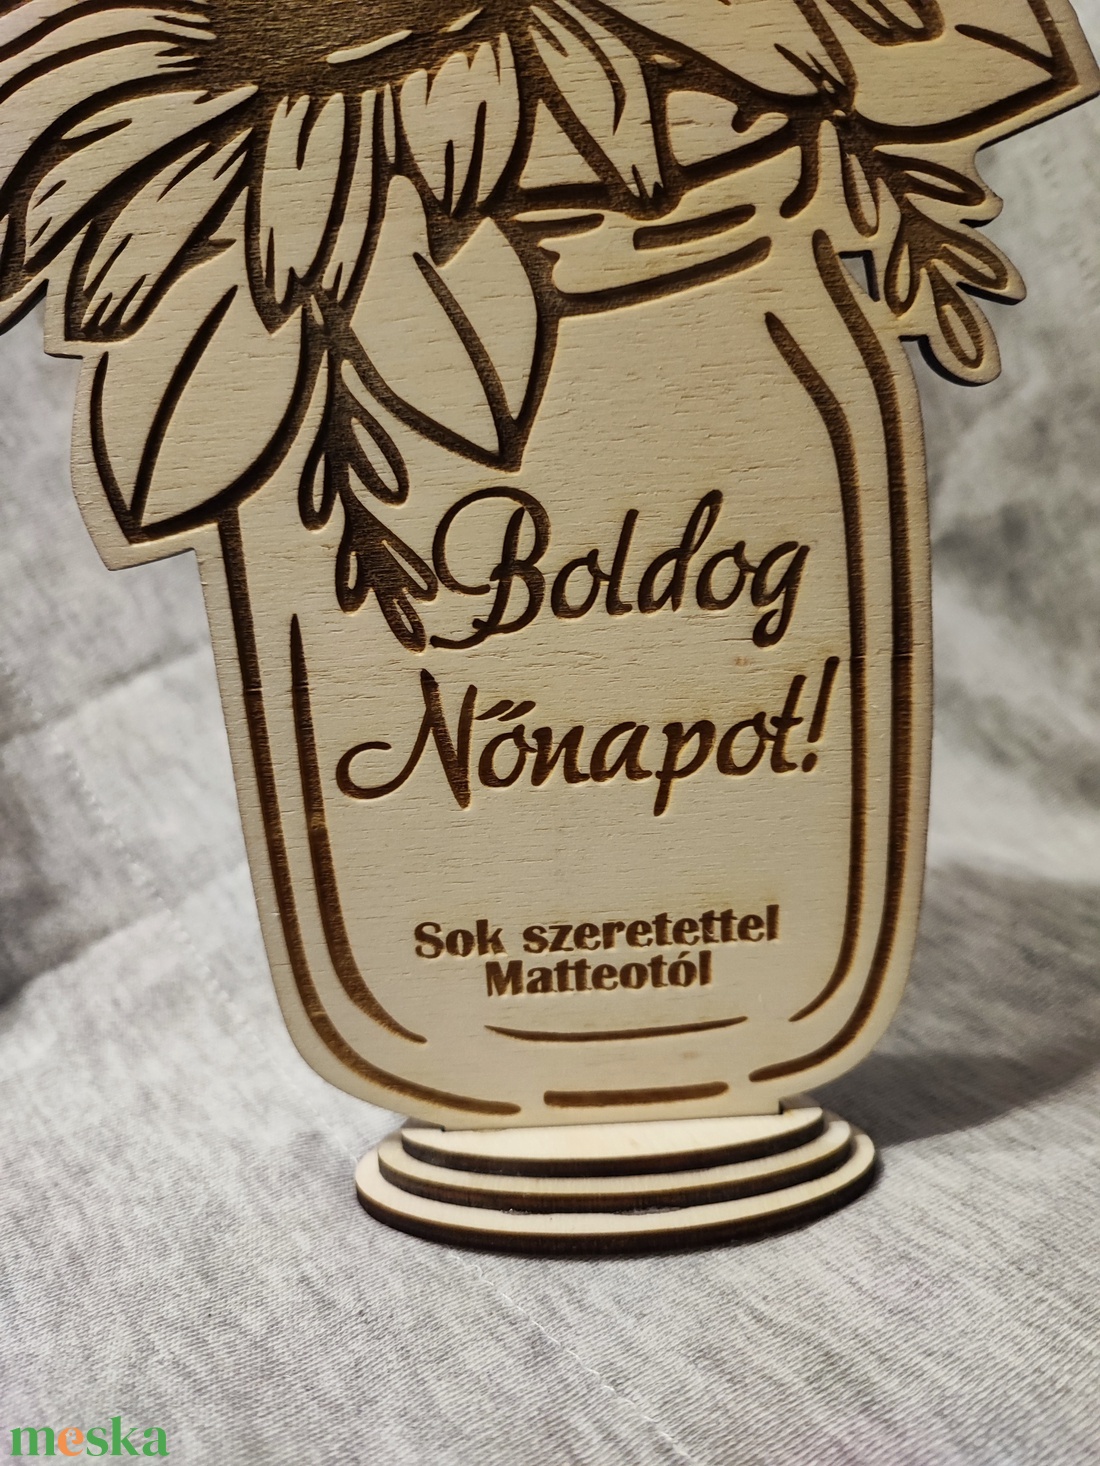 Boldog
Nőnapot!
Sok szeretettel
Matteotól
meska